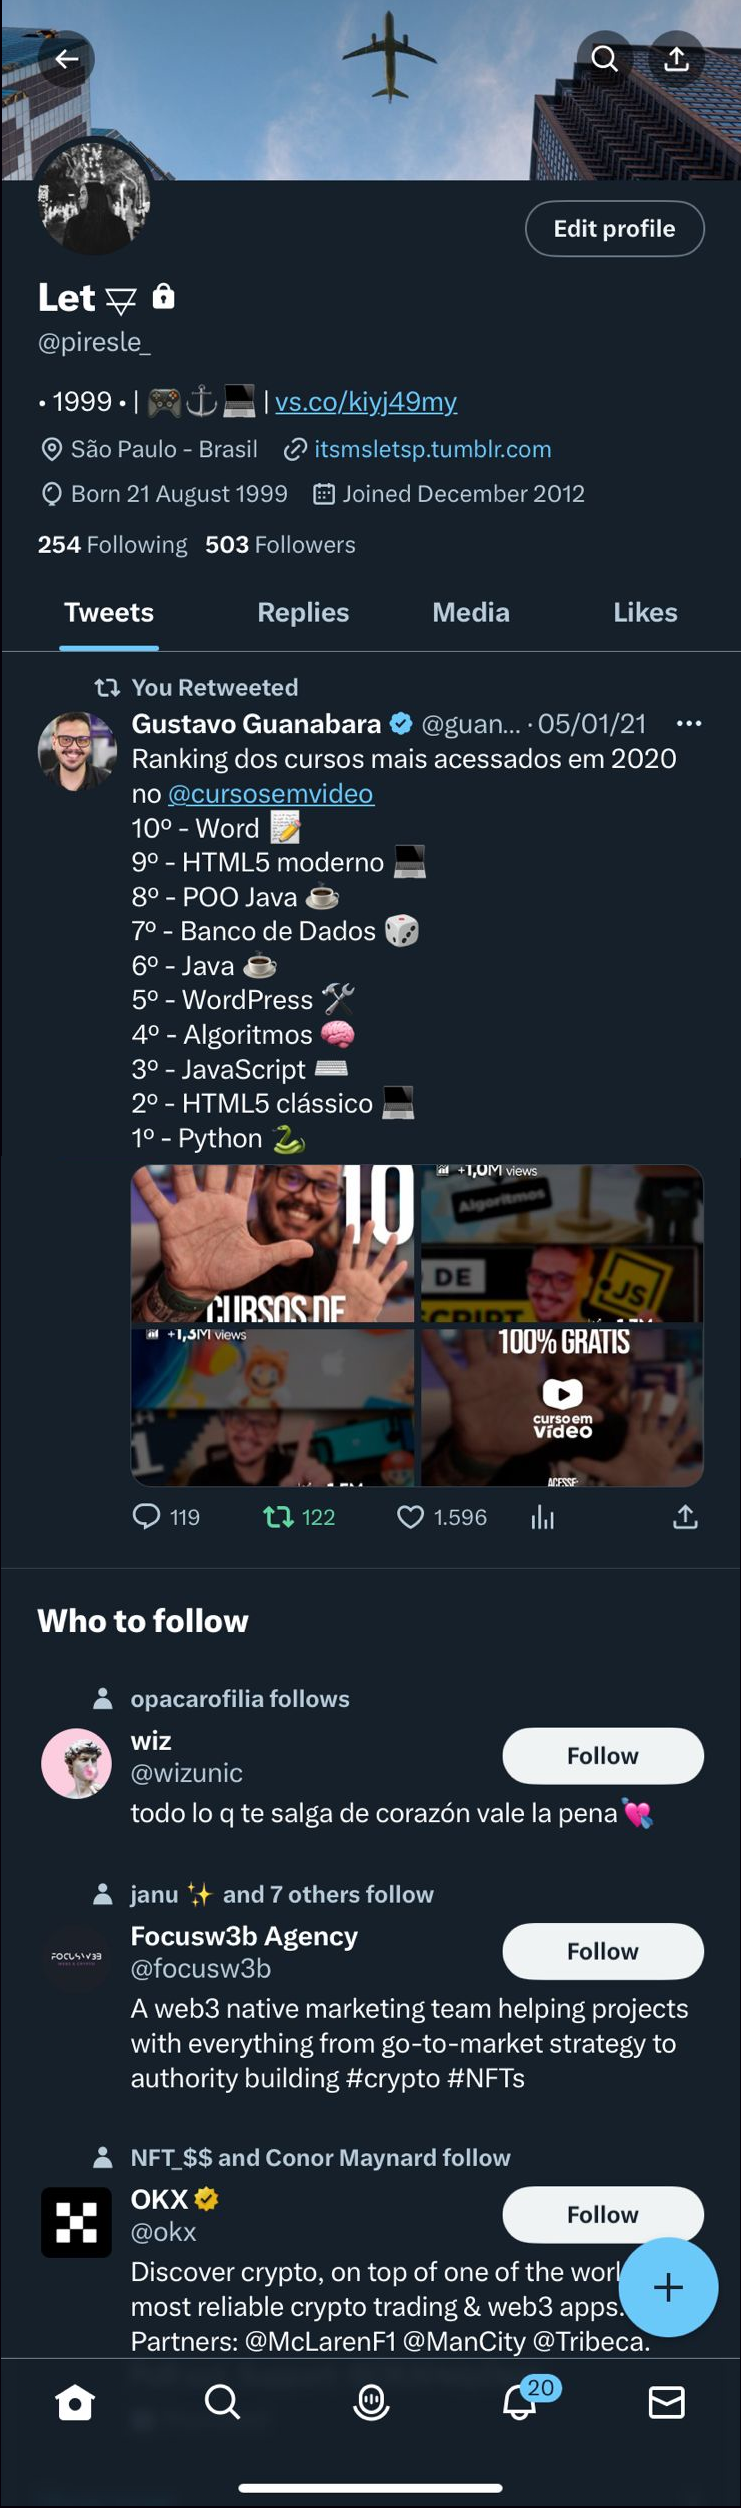 Edit profile
Let
@piresle_
• 1999 • | 🎮⚓💻 | vs.co/kiyj49my
São Paulo - Brasil itsmsletsp.tumblr.com
Born 21 August 1999 Joined December 2012
254 Following 503 Followers
Tweets Replies Media Likes
You Retweeted
Gustavo Guanabara @guan... · 05/01/21
Ranking dos cursos mais acessados em 2020
no @cursosemvideo
10º - Word 📝
9º - HTML5 moderno 💻
8º - POO Java ☕
7º - Banco de Dados 🎲
6º - Java ☕
5º - WordPress 🛠
4º - Algoritmos 🧠
3º - JavaScript ⌨
2º - HTML5 clássico 💻
1º - Python 🐍
10
CURSOS DE
+1,0M views
Algoritmos
DE
SCRIPT
JS
+1,3M views
100% GRÁTIS
curso em
vídeo
ACESSE:
119 122 1.596
Who to follow
opacarofilia follows
wiz
@wizunic
Follow
todo lo q te salga de corazón vale la pena💘
janu ✨ and 7 others follow
Focusw3b Agency
@focusw3b
Follow
FOCUSW3B
A web3 native marketing team helping projects
with everything from go-to-market strategy to
authority building #crypto #NFTs
NFT_$$ and Conor Maynard follow
OKX
@okx
Follow
Discover crypto, on top of one of the worl
most reliable crypto trading & web3 apps.
Partners: @McLarenF1 @ManCity @Tribeca.
20